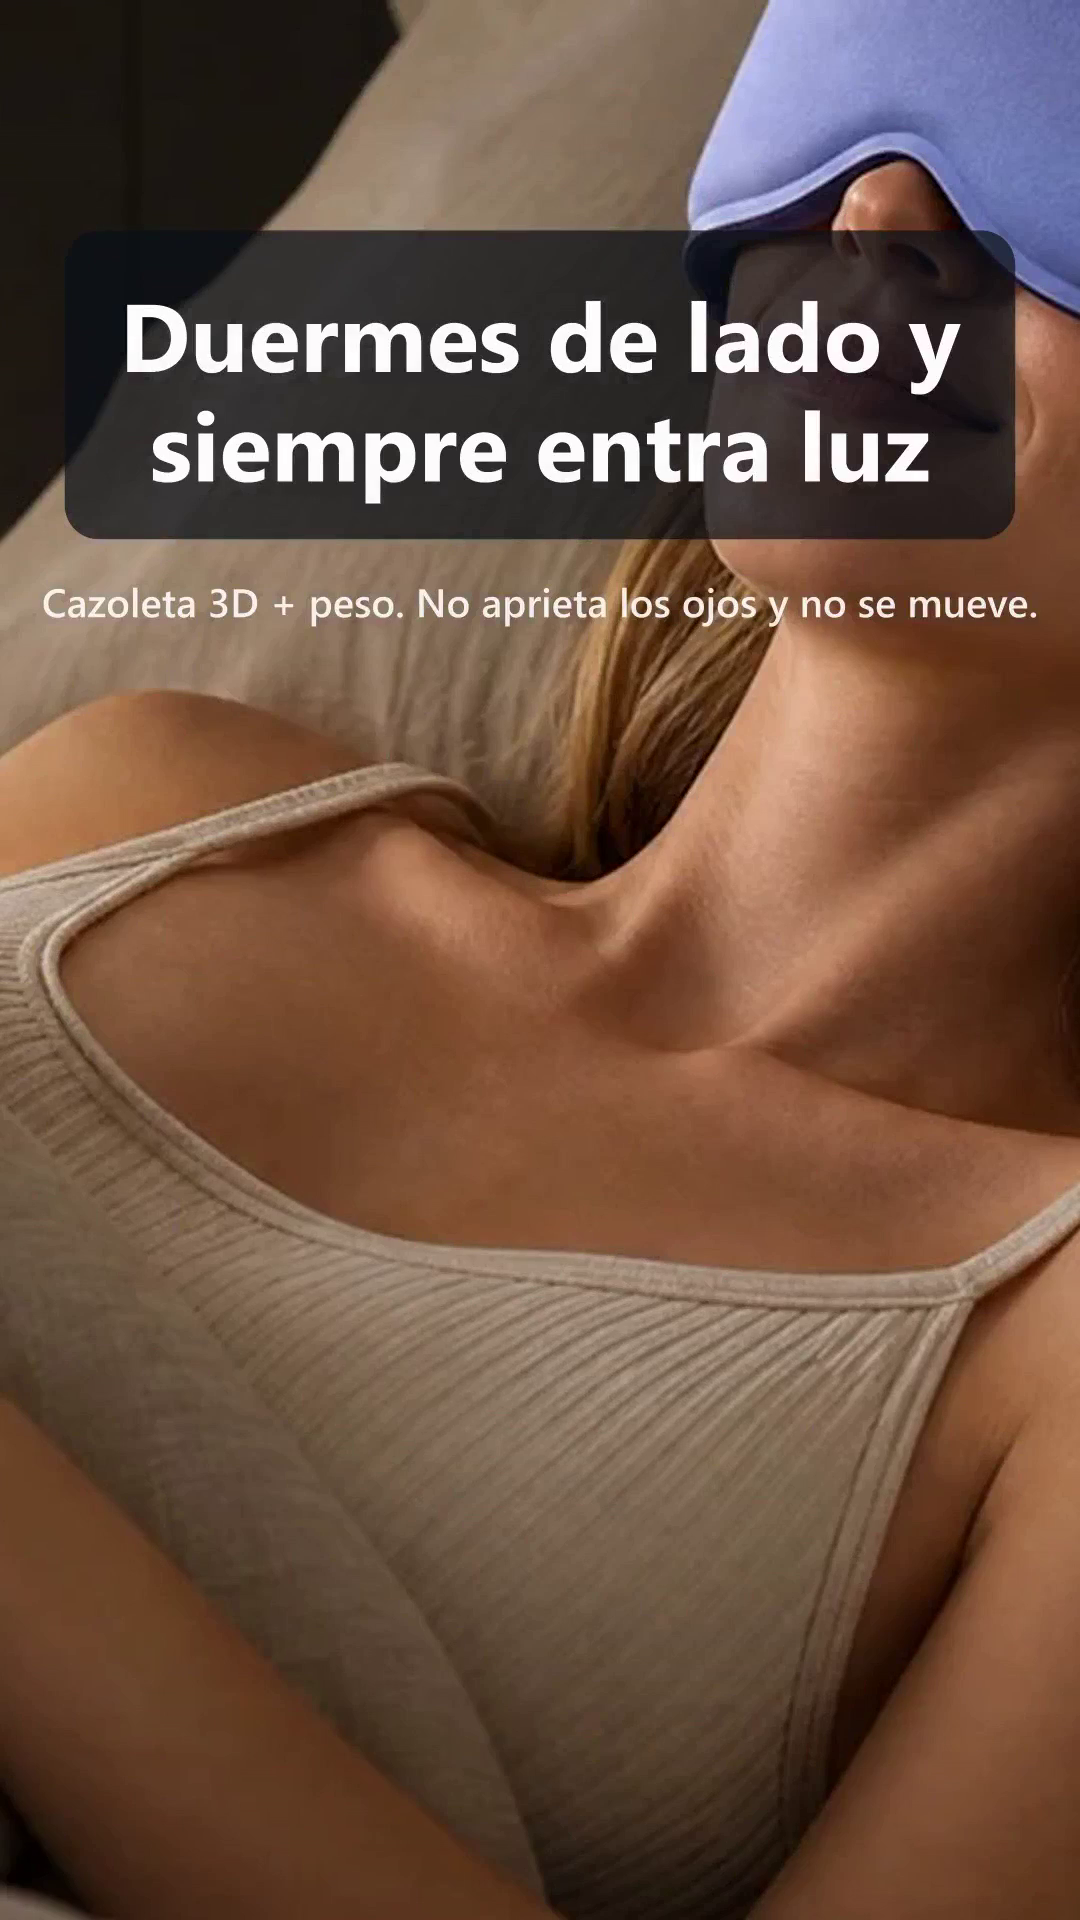 Duermes de lado y
siempre entra luz
Cazoleta 3D + peso. No aprieta los ojos y no se mueve.